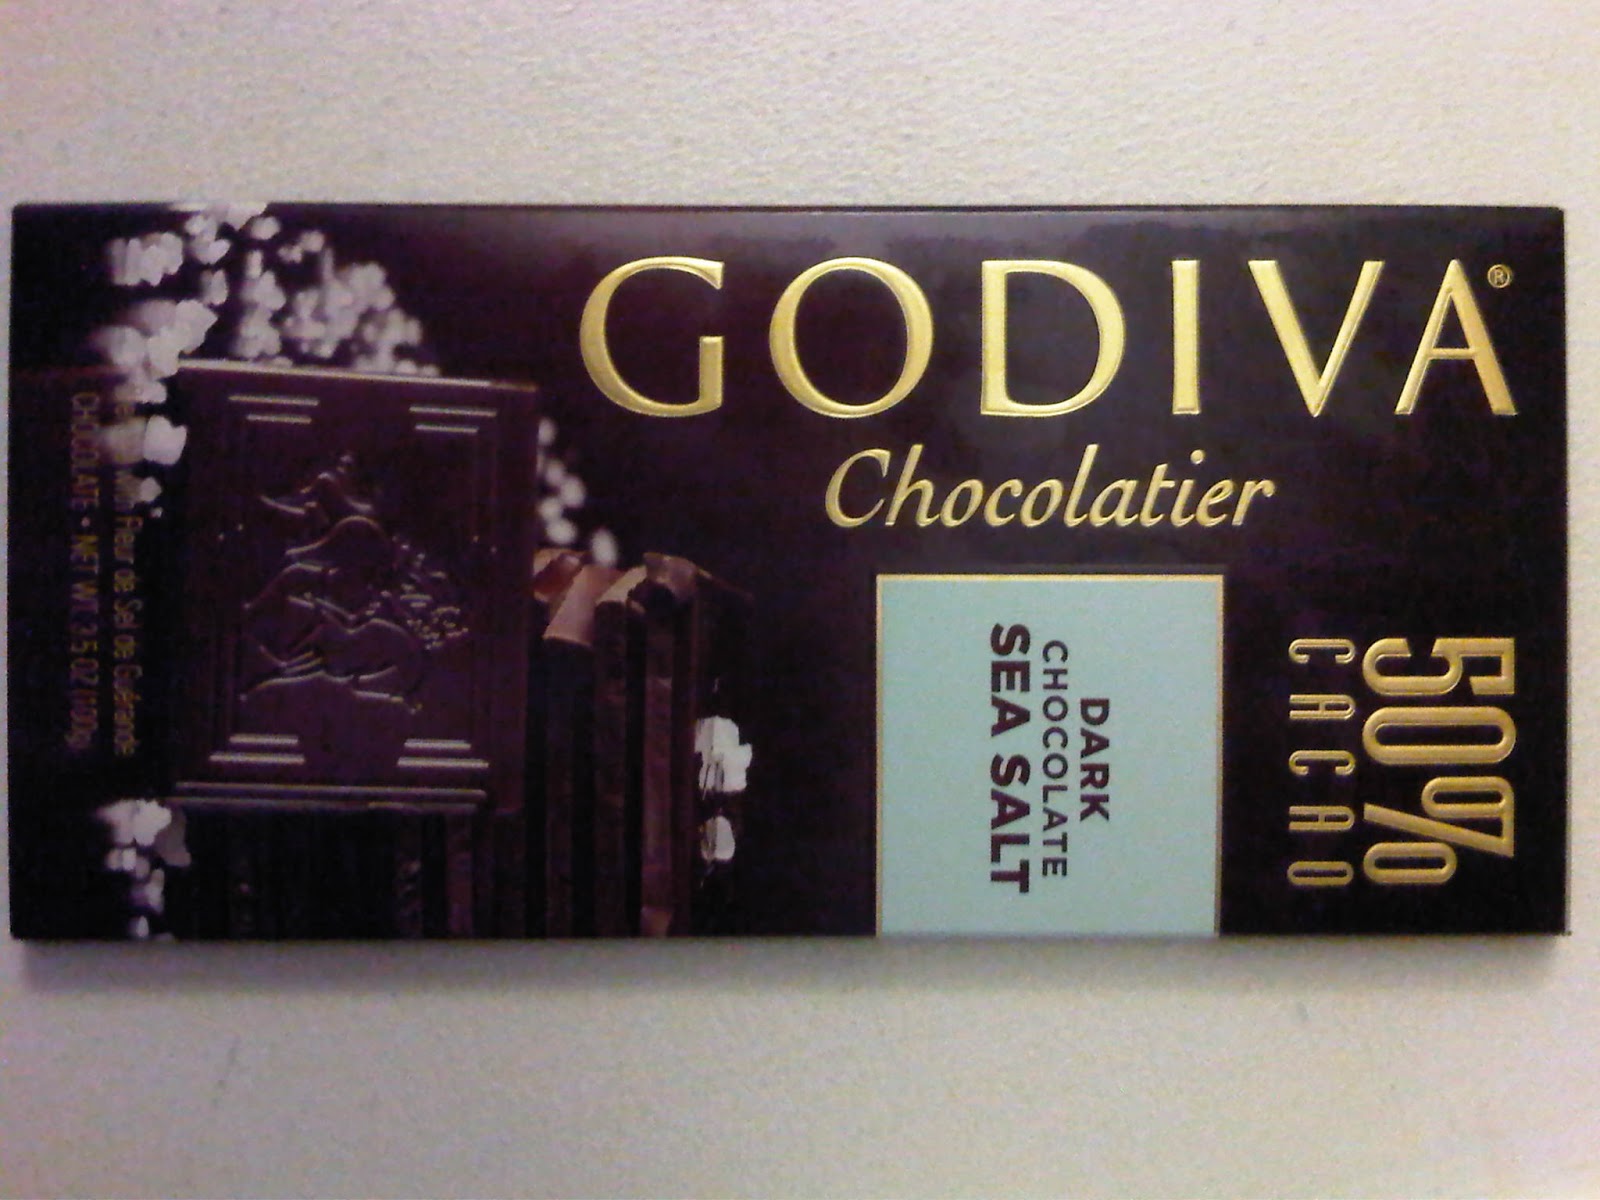 GODIVA®
Chocolatier
50%
CACAO
DARK
CHOCOLATE
SEA SALT
Fleur de Sel de Guérande
CHOCOLATE • NET WT. 3.5 OZ (100g)